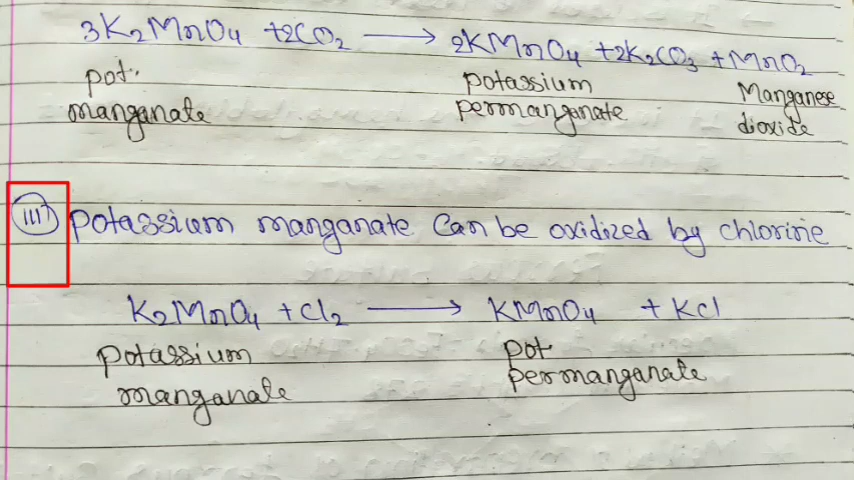 3K2MnO4 +2CO2 ⟶ 2KMnO4 +2K2CO3 +MnO2
pot. potassium Manganese
manganate permanganate dioxide
(iii) potassium manganate can be oxidized by chlorine
K2MnO4 + Cl2 ⟶ KMnO4 + KCl
potassium pot
manganate permanganate